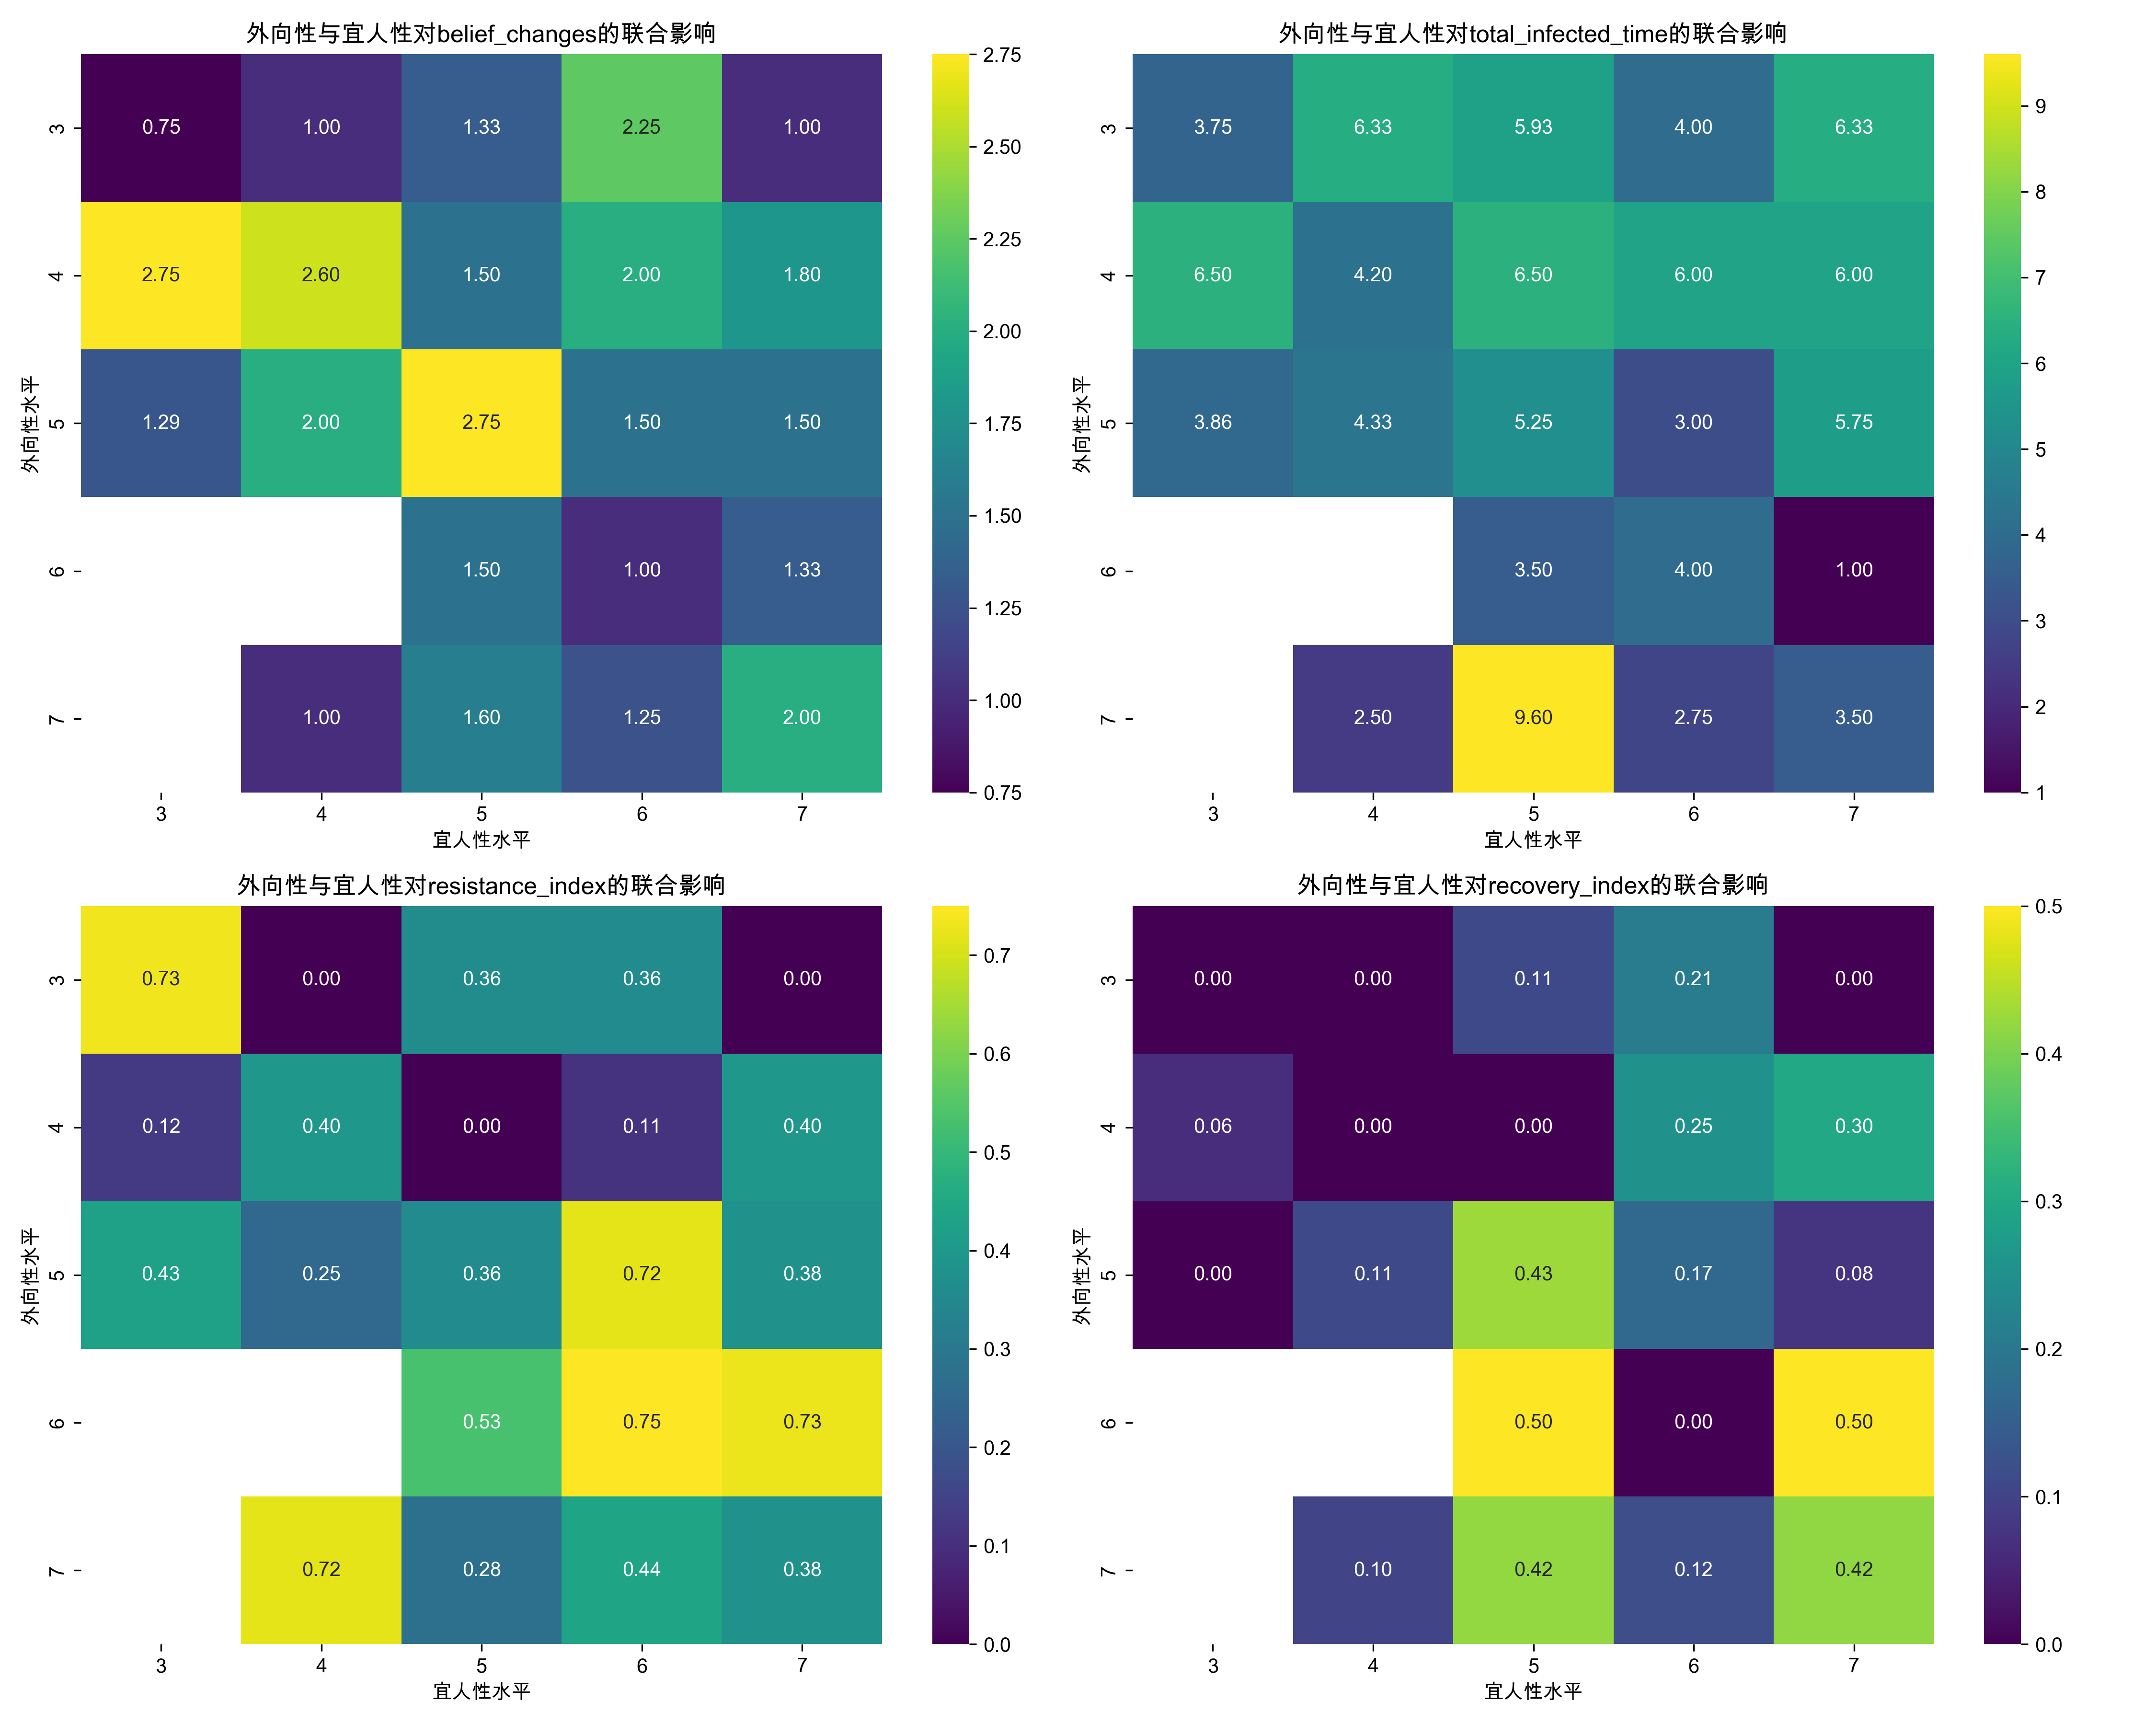 外向性与宜人性对belief_changes的联合影响
0.75 1.00 1.33 2.25 1.00
2.75 2.60 1.50 2.00 1.80
1.29 2.00 2.75 1.50 1.50
1.50 1.00 1.33
1.00 1.60 1.25 2.00
3
4
5
6
7
外向性水平
3 4 5 6 7
宜人性水平
2.75
2.50
2.25
2.00
1.75
1.50
1.25
1.00
0.75
外向性与宜人性对total_infected_time的联合影响
3.75 6.33 5.93 4.00 6.33
6.50 4.20 6.50 6.00 6.00
3.86 4.33 5.25 3.00 5.75
3.50 4.00 1.00
2.50 9.60 2.75 3.50
3
4
5
6
7
外向性水平
3 4 5 6 7
宜人性水平
9
8
7
6
5
4
3
2
1
外向性与宜人性对resistance_index的联合影响
0.73 0.00 0.36 0.36 0.00
0.12 0.40 0.00 0.11 0.40
0.43 0.25 0.36 0.72 0.38
0.53 0.75 0.73
0.72 0.28 0.44 0.38
3
4
5
6
7
外向性水平
3 4 5 6 7
宜人性水平
0.7
0.6
0.5
0.4
0.3
0.2
0.1
0.0
外向性与宜人性对recovery_index的联合影响
0.00 0.00 0.11 0.21 0.00
0.06 0.00 0.00 0.25 0.30
0.00 0.11 0.43 0.17 0.08
0.50 0.00 0.50
0.10 0.42 0.12 0.42
3
4
5
6
7
外向性水平
3 4 5 6 7
宜人性水平
0.5
0.4
0.3
0.2
0.1
0.0